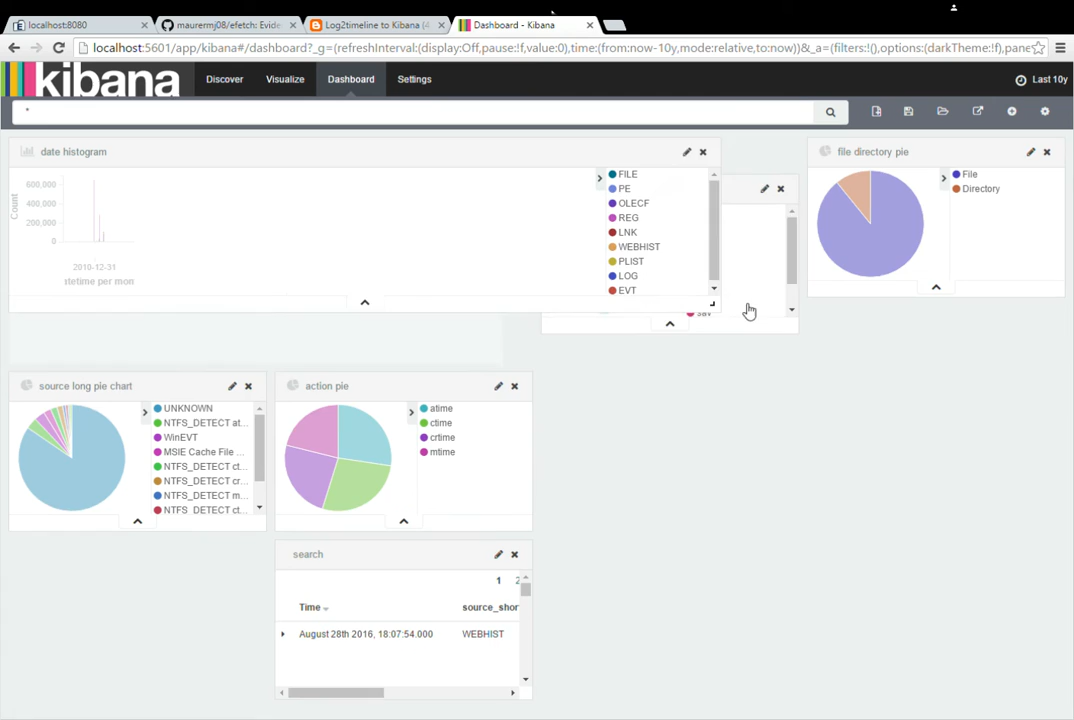 localhost:8080
maurermj08/efetch: Evide
Log2timeline to Kibana (4
Dashboard - Kibana
localhost:5601/app/kibana#/dashboard?_g=(refreshInterval:(display:Off,pause:!f,value:0),time:(from:now-10y,mode:relative,to:now))&_a=(filters:!(),options:(darkTheme:!f),pane
kibana
Discover
Visualize
Dashboard
Settings
Last 10y
*
date histogram
Count
600,000
400,000
200,000
0
2010-12-31
tetime per mon
FILE
PE
OLECF
REG
LNK
WEBHIST
PLIST
LOG
EVT
file directory pie
File
Directory
source long pie chart
UNKNOWN
NTFS_DETECT at...
WinEVT
MSIE Cache File ...
NTFS_DETECT ct...
NTFS_DETECT cr...
NTFS_DETECT m...
NTFS_DETECT ct...
action pie
atime
ctime
crtime
mtime
search
1 2
Time source_shor
August 28th 2016, 18:07:54.000 WEBHIST